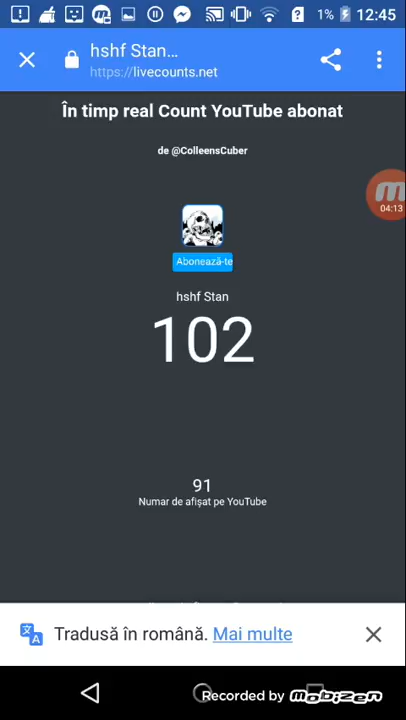 1% 12:45
hshf Stan...
https://livecounts.net
În timp real Count YouTube abonat
de @ColleensCuber
04:13
Abonează-te
hshf Stan
102
91
Numar de afișat pe YouTube
Tradusă în română. Mai multe
Recorded by mobizen